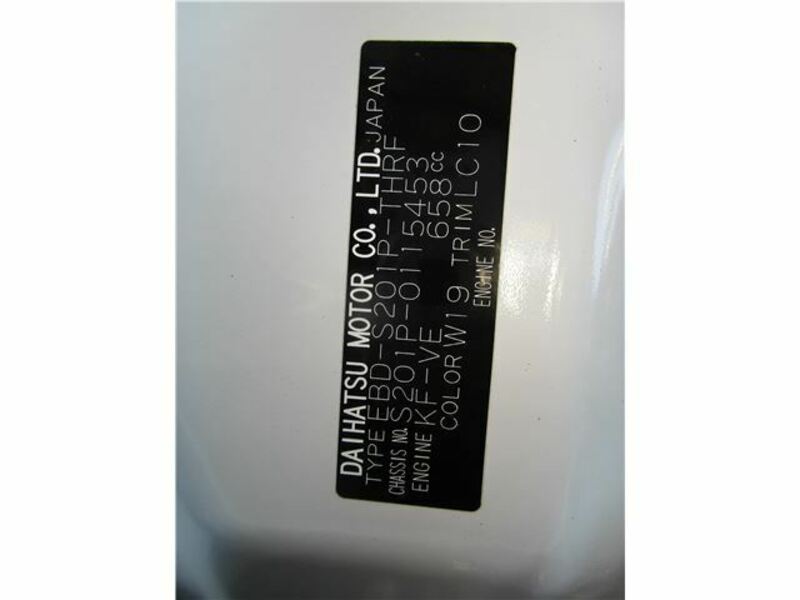 DAIHATSU MOTOR CO., LTD. JAPAN
TYPE EBD-S201P-THRF
CHASSIS NO. S201P-0115453
ENGINE KF-VE 658cc
COLOR W19 TRIM LC10
ENGINE NO.